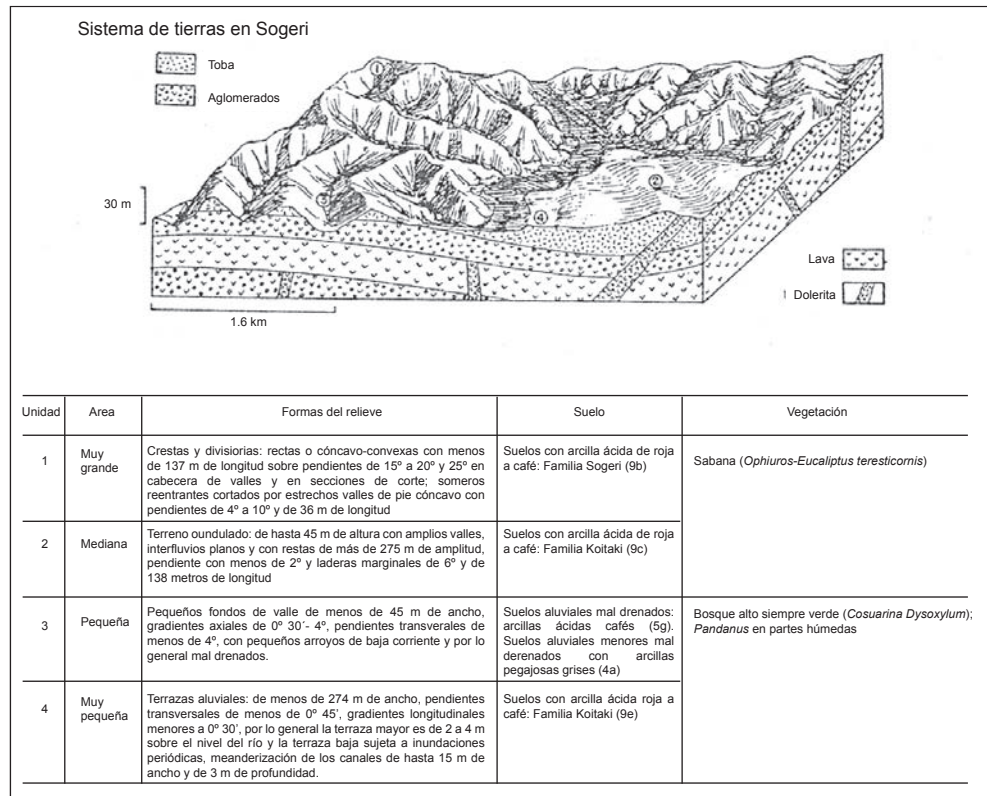 Sistema de tierras en Sogeri
Toba
Aglomerados
1
2
3
4
30 m
1.6 km
Lava
Dolerita
Unidad Area Formas del relieve Suelo Vegetación
1
Muy
grande
Crestas y divisiorias: rectas o cóncavo-convexas con menos
de 137 m de longitud sobre pendientes de 15º a 20º y 25º en
cabecera de valles y en secciones de corte; someros
reentrantes cortados por estrechos valles de pie cóncavo con
pendientes de 4º a 10º y de 36 m de longitud
Suelos con arcilla ácida de roja
a café: Familia Sogeri (9b)
Sabana (Ophiuros-Eucaliptus teresticornis)
2
Mediana
Terreno oundulado: de hasta 45 m de altura con amplios valles,
interfluvios planos y con restas de más de 275 m de amplitud,
pendiente con menos de 2º y laderas marginales de 6º y de
138 metros de longitud
Suelos con arcilla ácida de roja
a café: Familia Koitaki (9c)
3
Pequeña
Pequeños fondos de valle de menos de 45 m de ancho,
gradientes axiales de 0º 30´- 4º, pendientes transverales de
menos de 4º, con pequeños arroyos de baja corriente y por lo
general mal drenados.
Suelos aluviales mal drenados:
arcillas ácidas cafés (5g).
Suelos aluviales menores mal
derenados con arcillas
pegajosas grises (4a)
Bosque alto siempre verde (Cosuarina Dysoxylum);
Pandanus en partes húmedas
4
Muy
pequeña
Terrazas aluviales: de menos de 274 m de ancho, pendientes
transversales de menos de 0º 45', gradientes longitudinales
menores a 0º 30', por lo general la terraza mayor es de 2 a 4 m
sobre el nivel del río y la terraza baja sujeta a inundaciones
periódicas, meanderización de los canales de hasta 15 m de
ancho y de 3 m de profundidad.
Suelos con arcilla ácida roja a
café: Familia Koitaki (9e)